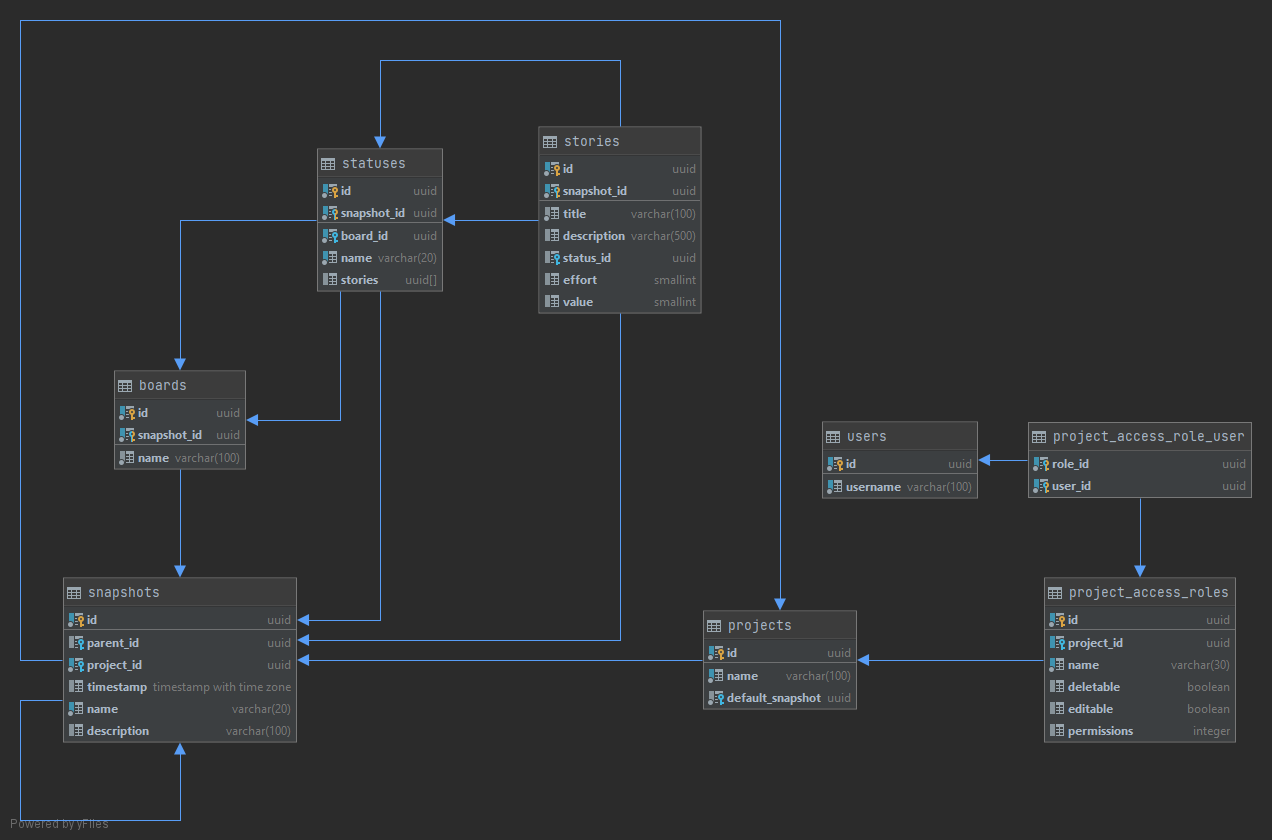 stories
id uuid
snapshot_id uuid
title varchar(100)
description varchar(500)
status_id uuid
effort smallint
value smallint
statuses
id uuid
snapshot_id uuid
board_id uuid
name varchar(20)
stories uuid[]
boards
id uuid
snapshot_id uuid
name varchar(100)
users
id uuid
username varchar(100)
project_access_role_user
role_id uuid
user_id uuid
snapshots
id uuid
parent_id uuid
project_id uuid
timestamp timestamp with time zone
name varchar(20)
description varchar(100)
projects
id uuid
name varchar(100)
default_snapshot uuid
project_access_roles
id uuid
project_id uuid
name varchar(30)
deletable boolean
editable boolean
permissions integer
Powered by yFiles